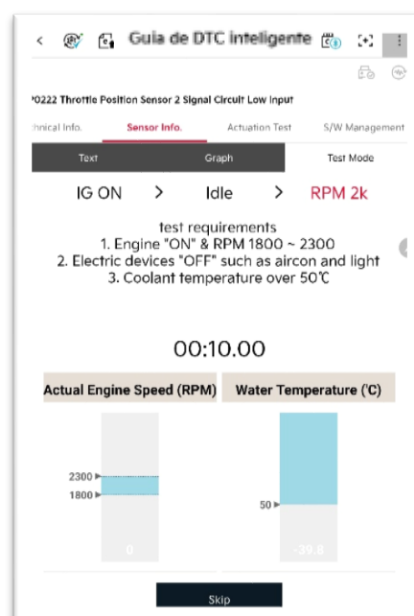 Guia de DTC inteligente
0222 Throttle Position Sensor 2 Signal Circuit Low Input
hnical Info. Sensor Info. Actuation Test S/W Management
Text Graph Test Mode
IG ON > Idle > RPM 2k
test requirements
1. Engine "ON" & RPM 1800 ~ 2300
2. Electric devices "OFF" such as aircon and light
3. Coolant temperature over 50℃
00:10.00
Actual Engine Speed (RPM) Water Temperature (℃)
2300
1800
50
0 -39.8
Skip